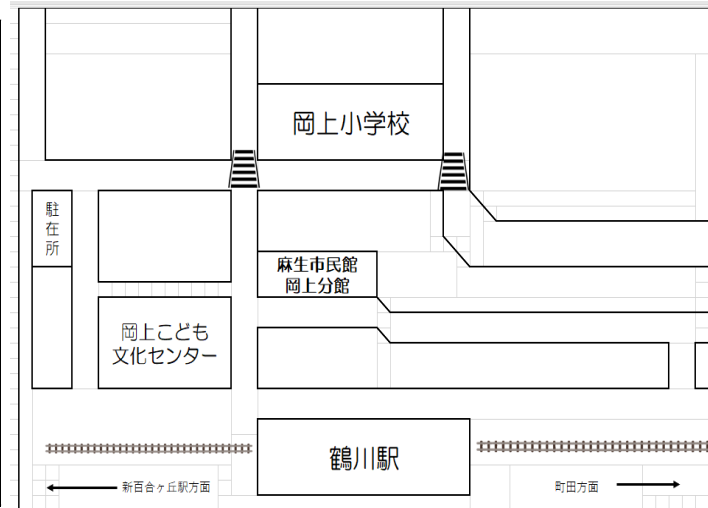 岡上小学校
駐在所
麻生市民館
岡上分館
岡上こども
文化センター
鶴川駅
新百合ヶ丘駅方面
町田方面